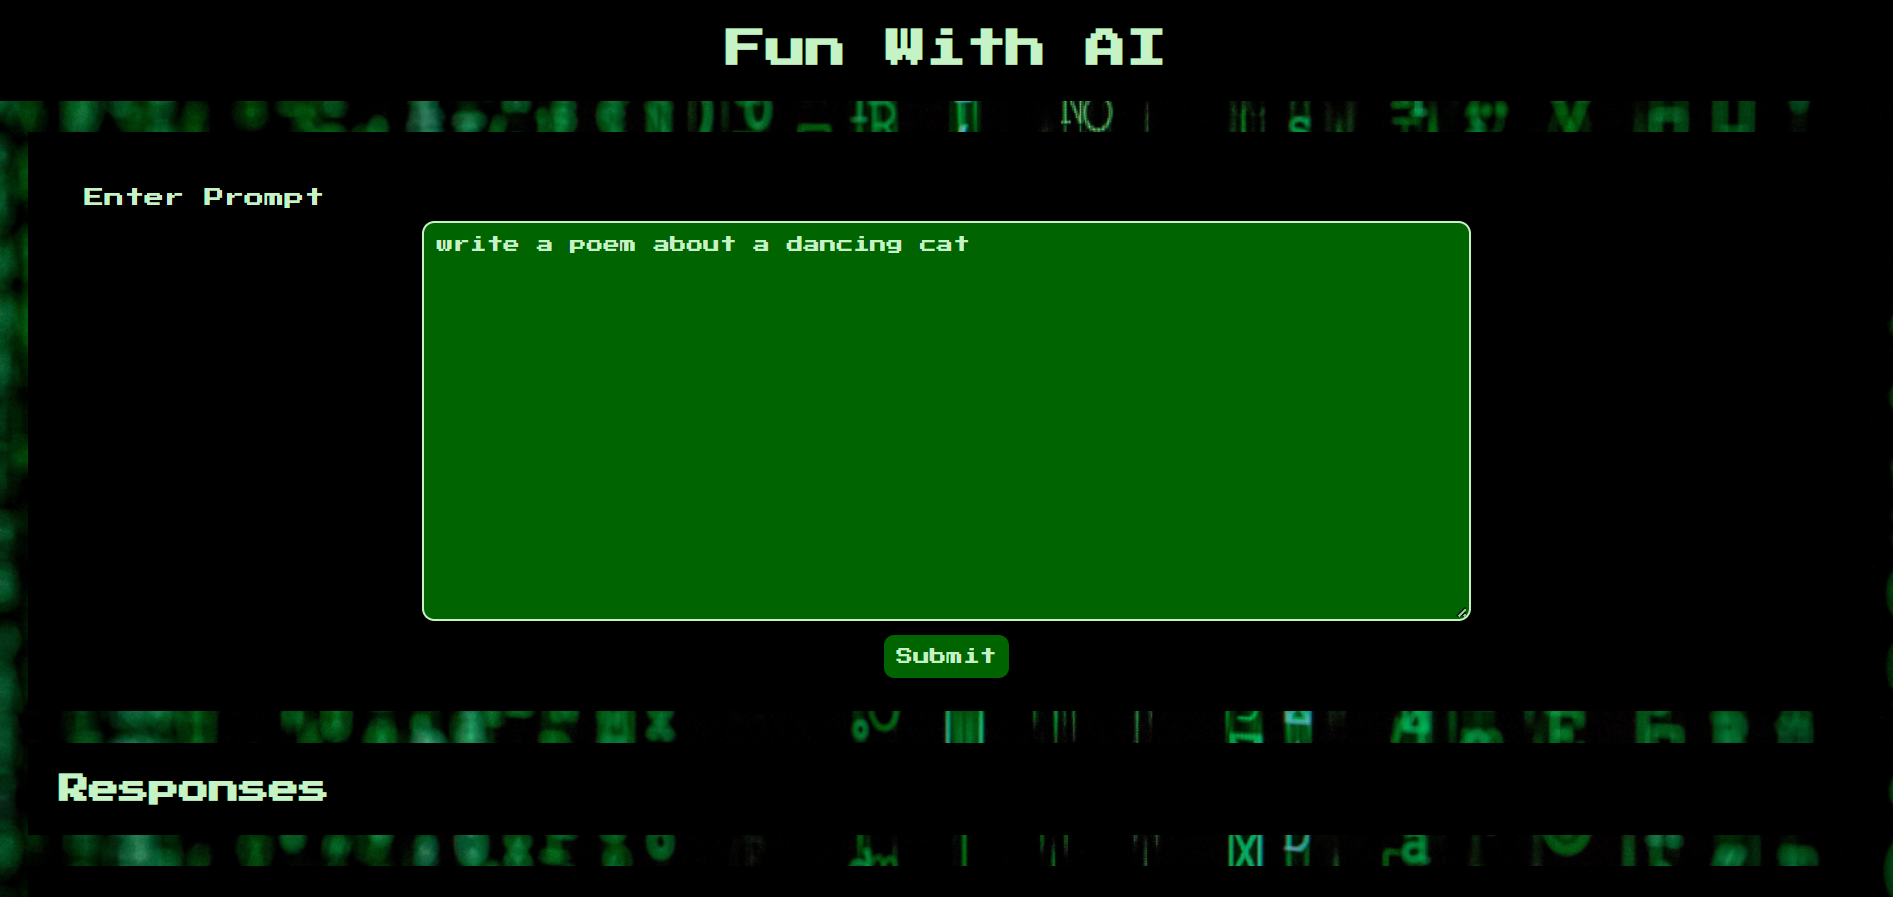 Fun With AI
Enter Prompt
write a poem about a dancing cat
Submit
Responses